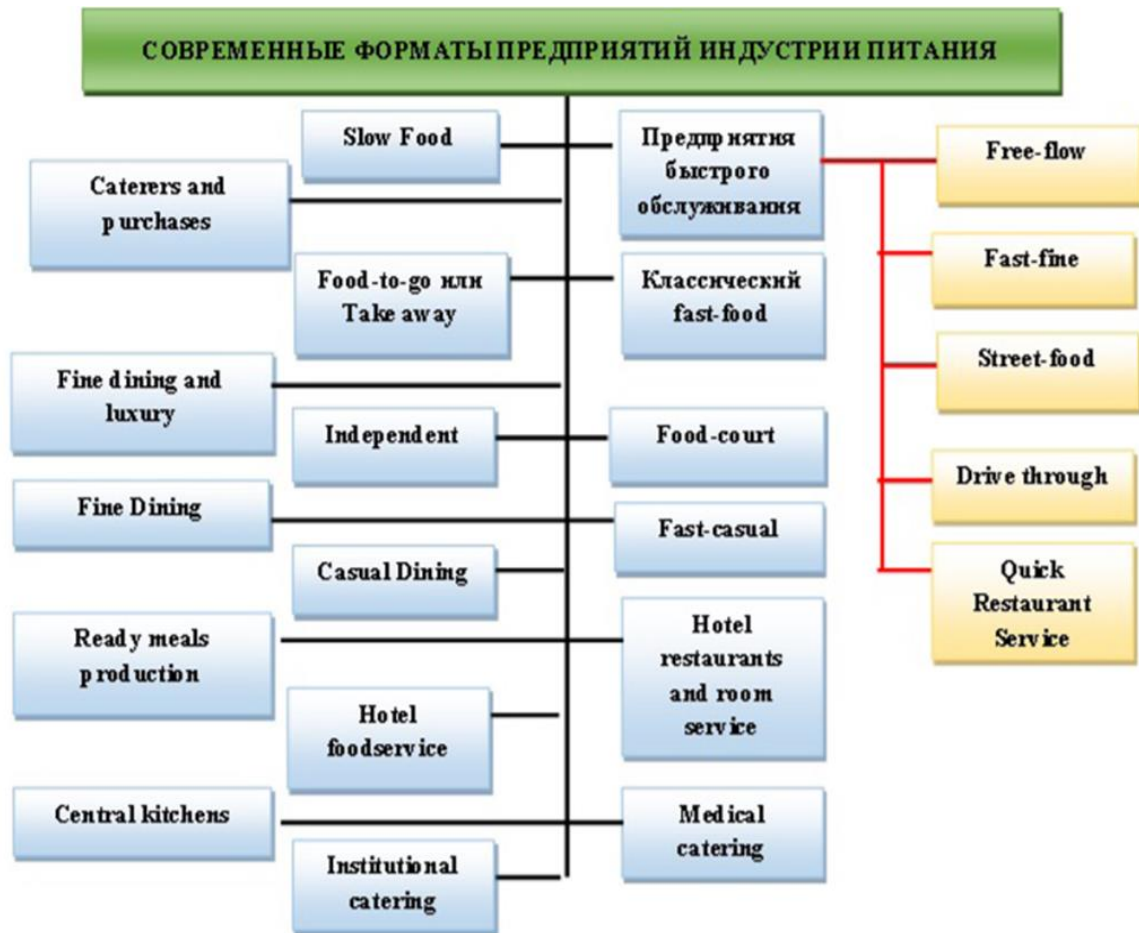 СОВРЕМЕННЫЕ ФОРМАТЫ ПРЕДПРИЯТИЙ ИНДУСТРИИ ПИТАНИЯ
Slow Food
Caterers and
purchases
Food-to-go или
Take away
Fine dining and
luxury
Independent
Fine Dining
Casual Dining
Ready meals
production
Hotel
foodservice
Central kitchens
Institutional
catering
Предприятия
быстрого
обслуживания
Классический
fast-food
Food-court
Fast-casual
Hotel
restaurants
and room
service
Medical
catering
Free-flow
Fast-fine
Street-food
Drive through
Quick
Restaurant
Service